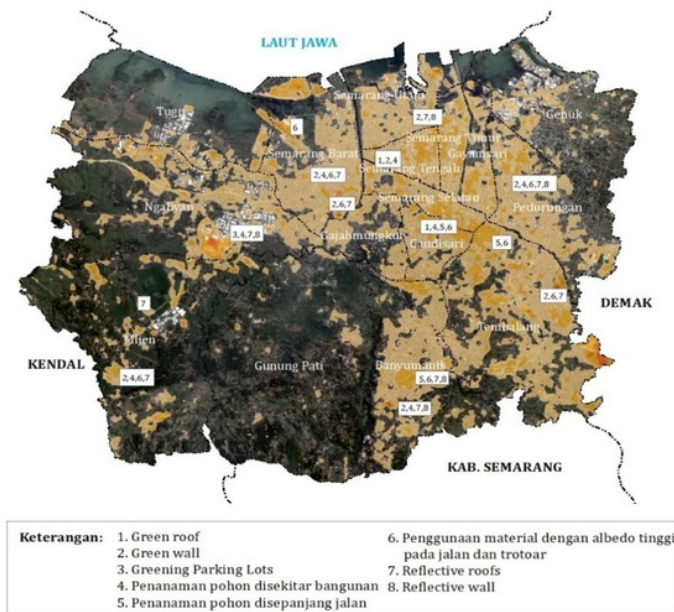 LAUT JAWA
Semarang Utara
Tugu
Genuk
2,7,8
6
Semarang Timur
Semarang Barat
1,2,4
Gayamsari
Semarang Tengah
2,4,6,7
2,4,6,7,8
Semarang Selatan
2,6,7
Pedurungan
Ngaliyan
3,4,7,8
Gajahmungkur
1,4,5,6
Candisari
5,6
7
2,6,7
DEMAK
Mijen
Tembalang
KENDAL
Gunung Pati
Banyumanik
2,4,6,7
5,6,7,8
2,4,7,8
KAB. SEMARANG
Keterangan:
1. Green roof
2. Green wall
3. Greening Parking Lots
4. Penanaman pohon disekitar bangunan
5. Penanaman pohon disepanjang jalan
6. Penggunaan material dengan albedo tinggi
pada jalan dan trotoar
7. Reflective roofs
8. Reflective wall